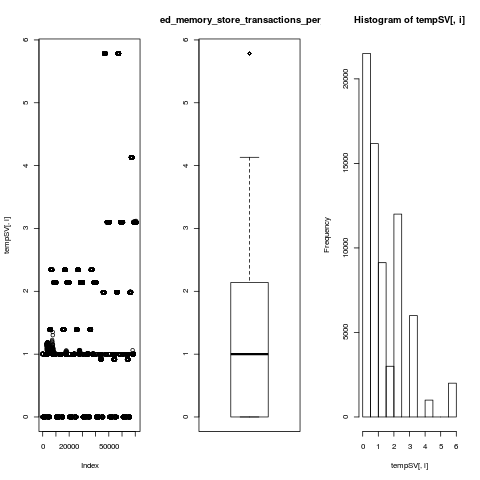 ed_memory_store_transactions_per
Histogram of tempSV[, i]
tempSV[, i]
0 1 2 3 4 5 6
0 20000 50000
Index
0 1 2 3 4 5 6
Frequency
0 5000 10000 15000 20000
0 1 2 3 4 5 6
tempSV[, i]